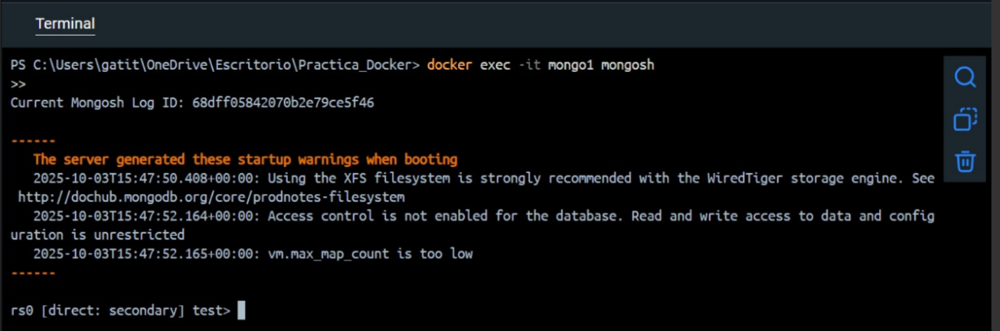 Terminal
PS C:\Users\gatit\OneDrive\Escritorio\Practica_Docker> docker exec -it mongo1 mongosh
>>
Current Mongosh Log ID: 68dff05842070b2e79ce5f46
------
The server generated these startup warnings when booting
2025-10-03T15:47:50.408+00:00: Using the XFS filesystem is strongly recommended with the WiredTiger storage engine. See
http://dochub.mongodb.org/core/prodnotes-filesystem
2025-10-03T15:47:52.164+00:00: Access control is not enabled for the database. Read and write access to data and config
uration is unrestricted
2025-10-03T15:47:52.165+00:00: vm.max_map_count is too low
------
rs0 [direct: secondary] test>